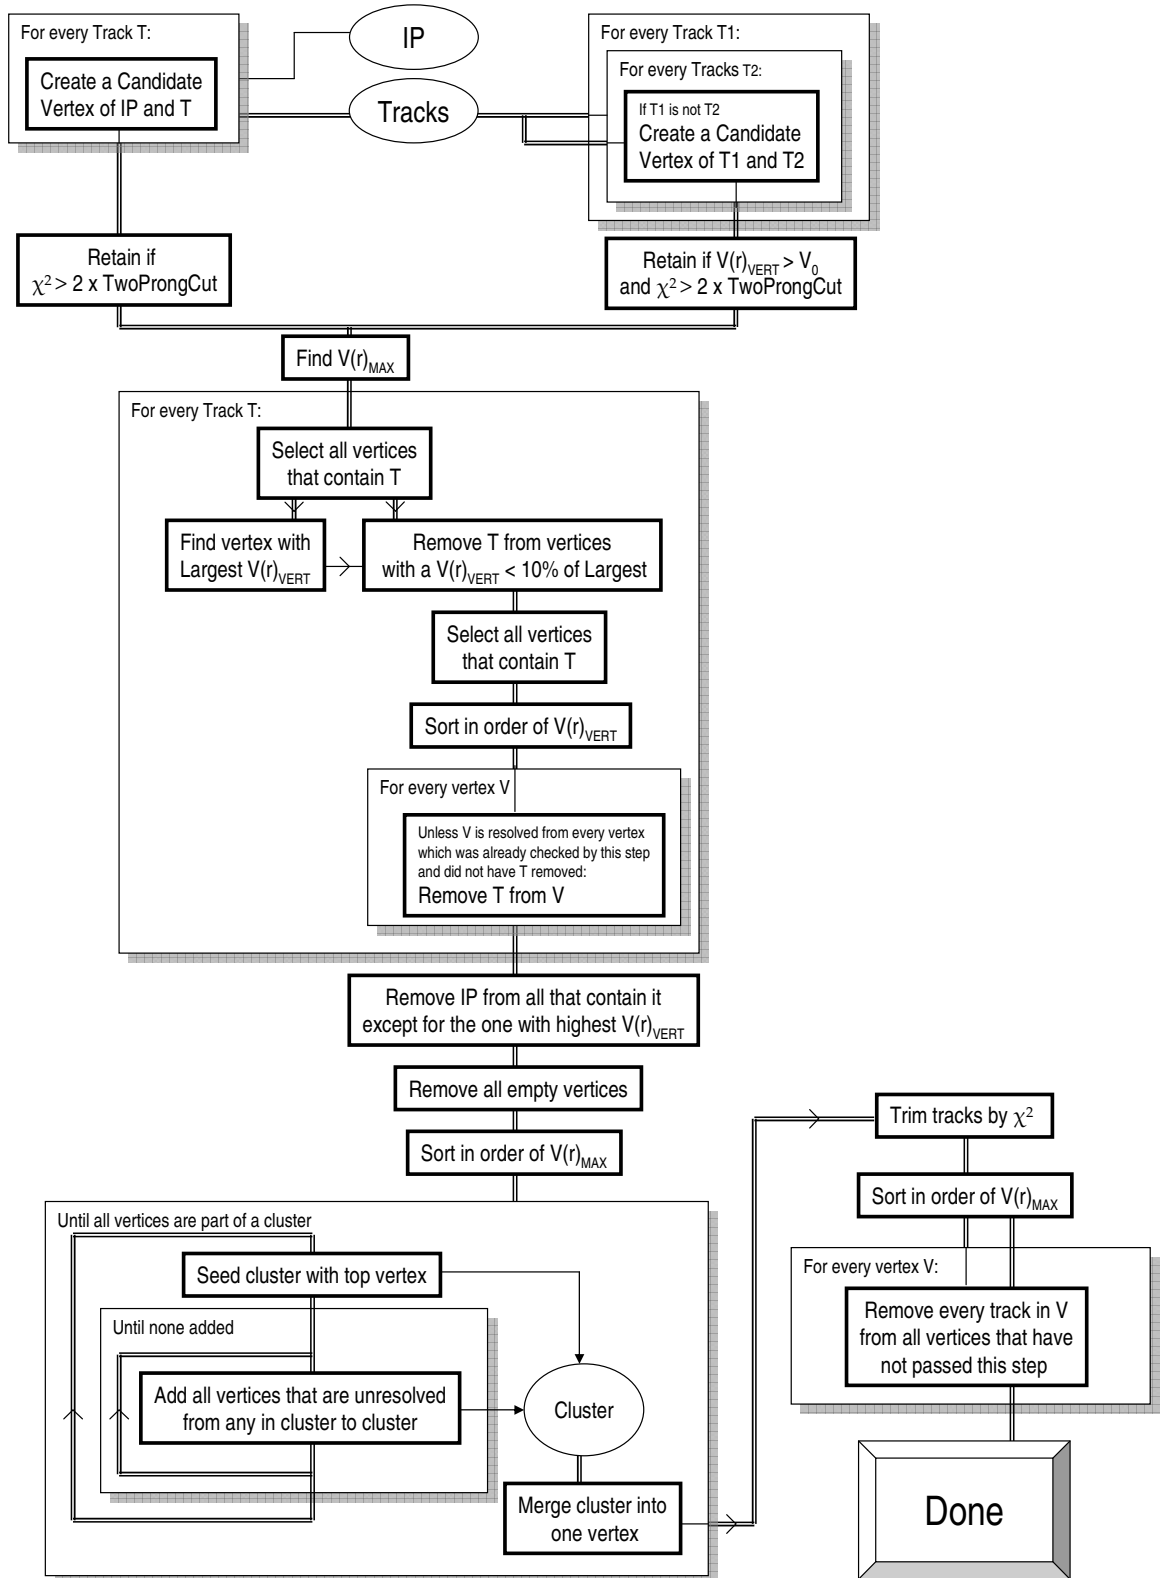 For every Track T:
Create a Candidate
Vertex of IP and T
IP
Tracks
For every Track T1:
For every Tracks T2:
If T1 is not T2
Create a Candidate
Vertex of T1 and T2
Retain if
χ² > 2 x TwoProngCut
Retain if V(r)VERT > V0
and χ² > 2 x TwoProngCut
Find V(r)MAX
For every Track T:
Select all vertices
that contain T
Find vertex with
Largest V(r)VERT
Remove T from vertices
with a V(r)VERT < 10% of Largest
Select all vertices
that contain T
Sort in order of V(r)VERT
For every vertex V
Unless V is resolved from every vertex
which was already checked by this step
and did not have T removed:
Remove T from V
Remove IP from all that contain it
except for the one with highest V(r)VERT
Remove all empty vertices
Sort in order of V(r)MAX
Until all vertices are part of a cluster
Seed cluster with top vertex
Until none added
Add all vertices that are unresolved
from any in cluster to cluster
Cluster
Merge cluster into
one vertex
Trim tracks by χ²
Sort in order of V(r)MAX
For every vertex V:
Remove every track in V
from all vertices that have
not passed this step
Done